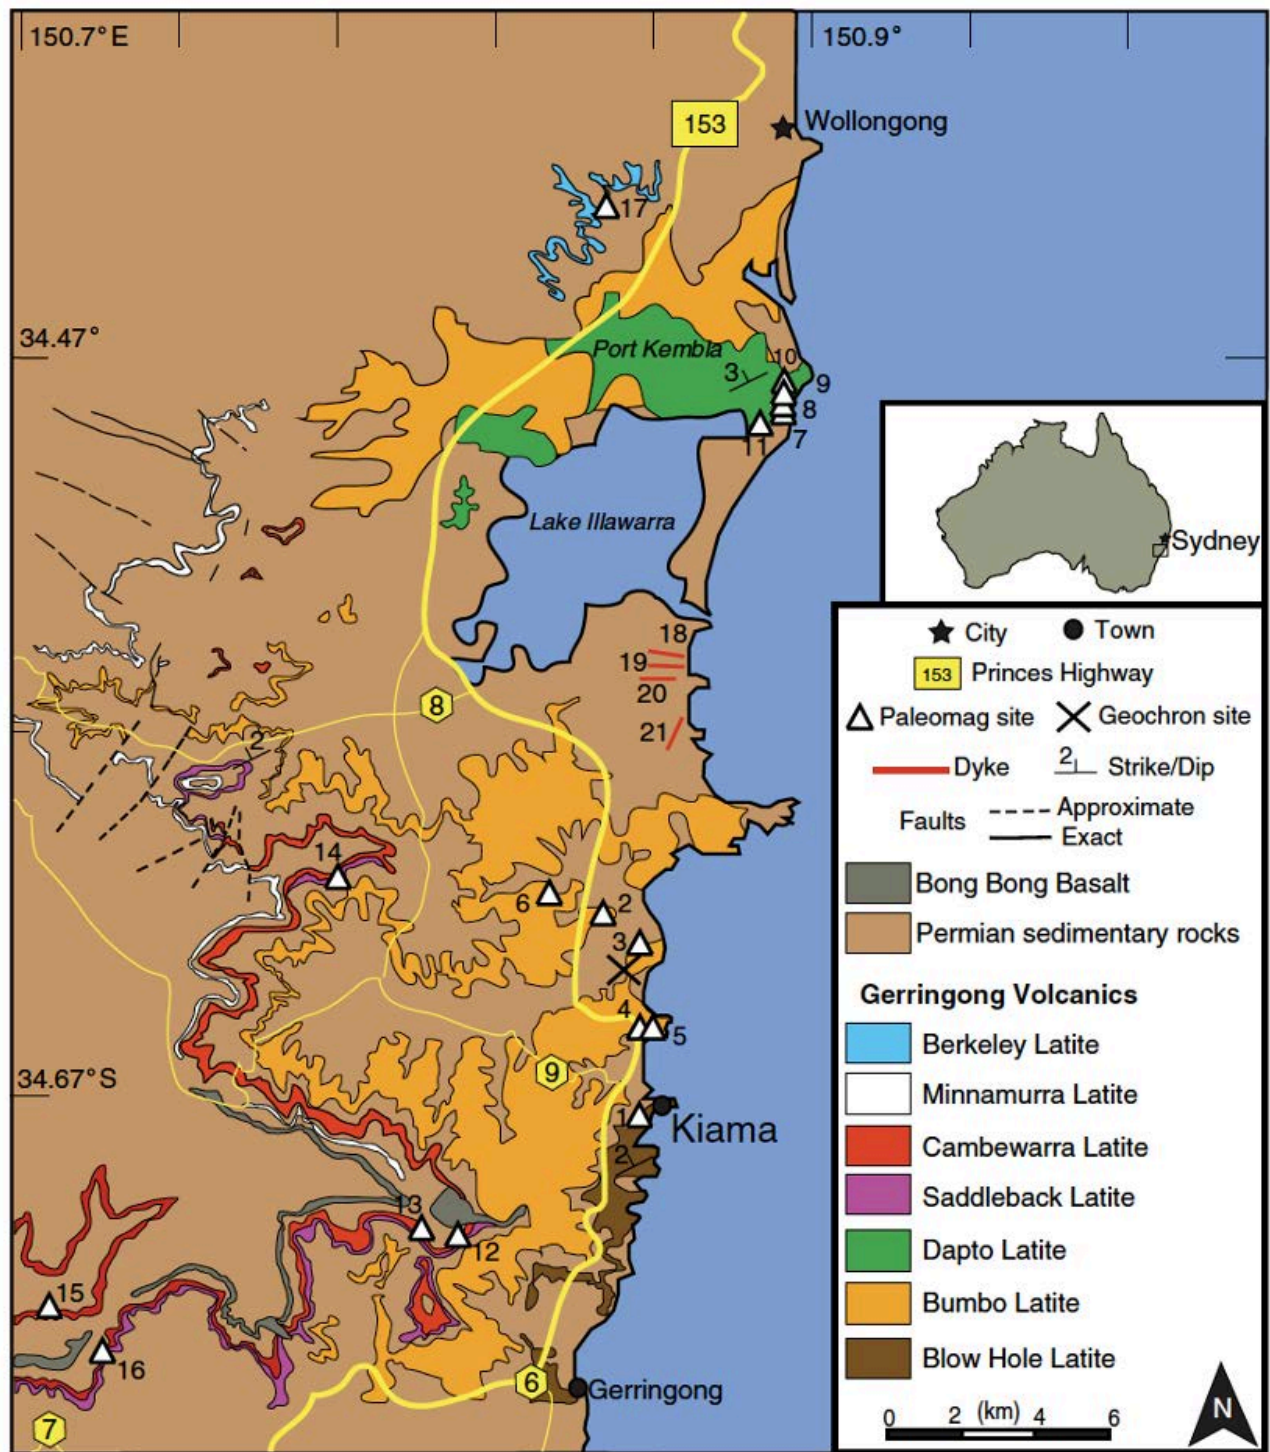 150.7°E
150.9°
153
Wollongong
17
34.47°
Port Kembla
3
10
9
8
7
11
Lake Illawarra
Sydney
18
19
20
21
8
2
14
6
2
3
4
5
9
34.67°S
1
Kiama
2
13
12
15
16
6
Gerringong
7
City
Town
153 Princes Highway
Paleomag site
Geochron site
Dyke
2 Strike/Dip
Faults
Approximate
Exact
Bong Bong Basalt
Permian sedimentary rocks
Gerringong Volcanics
Berkeley Latite
Minnamurra Latite
Cambewarra Latite
Saddleback Latite
Dapto Latite
Bumbo Latite
Blow Hole Latite
0 2 (km) 4 6
N